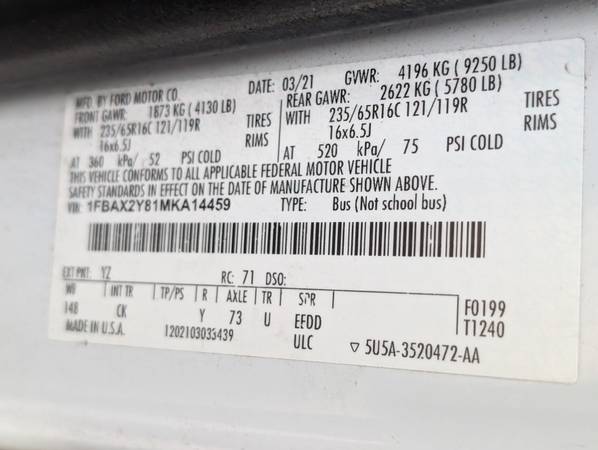 MFD. BY FORD MOTOR CO. DATE: 03/21 GVWR: 4196 KG ( 9250 LB)
FRONT GAWR: 1873 KG ( 4130 LB) REAR GAWR: 2622 KG ( 5780 LB)
WITH 235/65R16C 121/119R TIRES WITH 235/65R16C 121/119R TIRES
16x6.5J RIMS 16x6.5J RIMS
AT 360 kPa/ 52 PSI COLD AT 520 kPa/ 75 PSI COLD
THIS VEHICLE CONFORMS TO ALL APPLICABLE FEDERAL MOTOR VEHICLE
SAFETY STANDARDS IN EFFECT ON THE DATE OF MANUFACTURE SHOWN ABOVE.
VIN: 1FBAX2Y81MKA14459 TYPE: Bus (Not school bus)
EXT PNT: YZ RC: 71 DSO:
WB INT TR TP/PS R AXLE TR SPR F0199
148 CK Y 73 U EFDD T1240
MADE IN U.S.A. 1202103035439 ULC ▽ 5U5A-3520472-AA